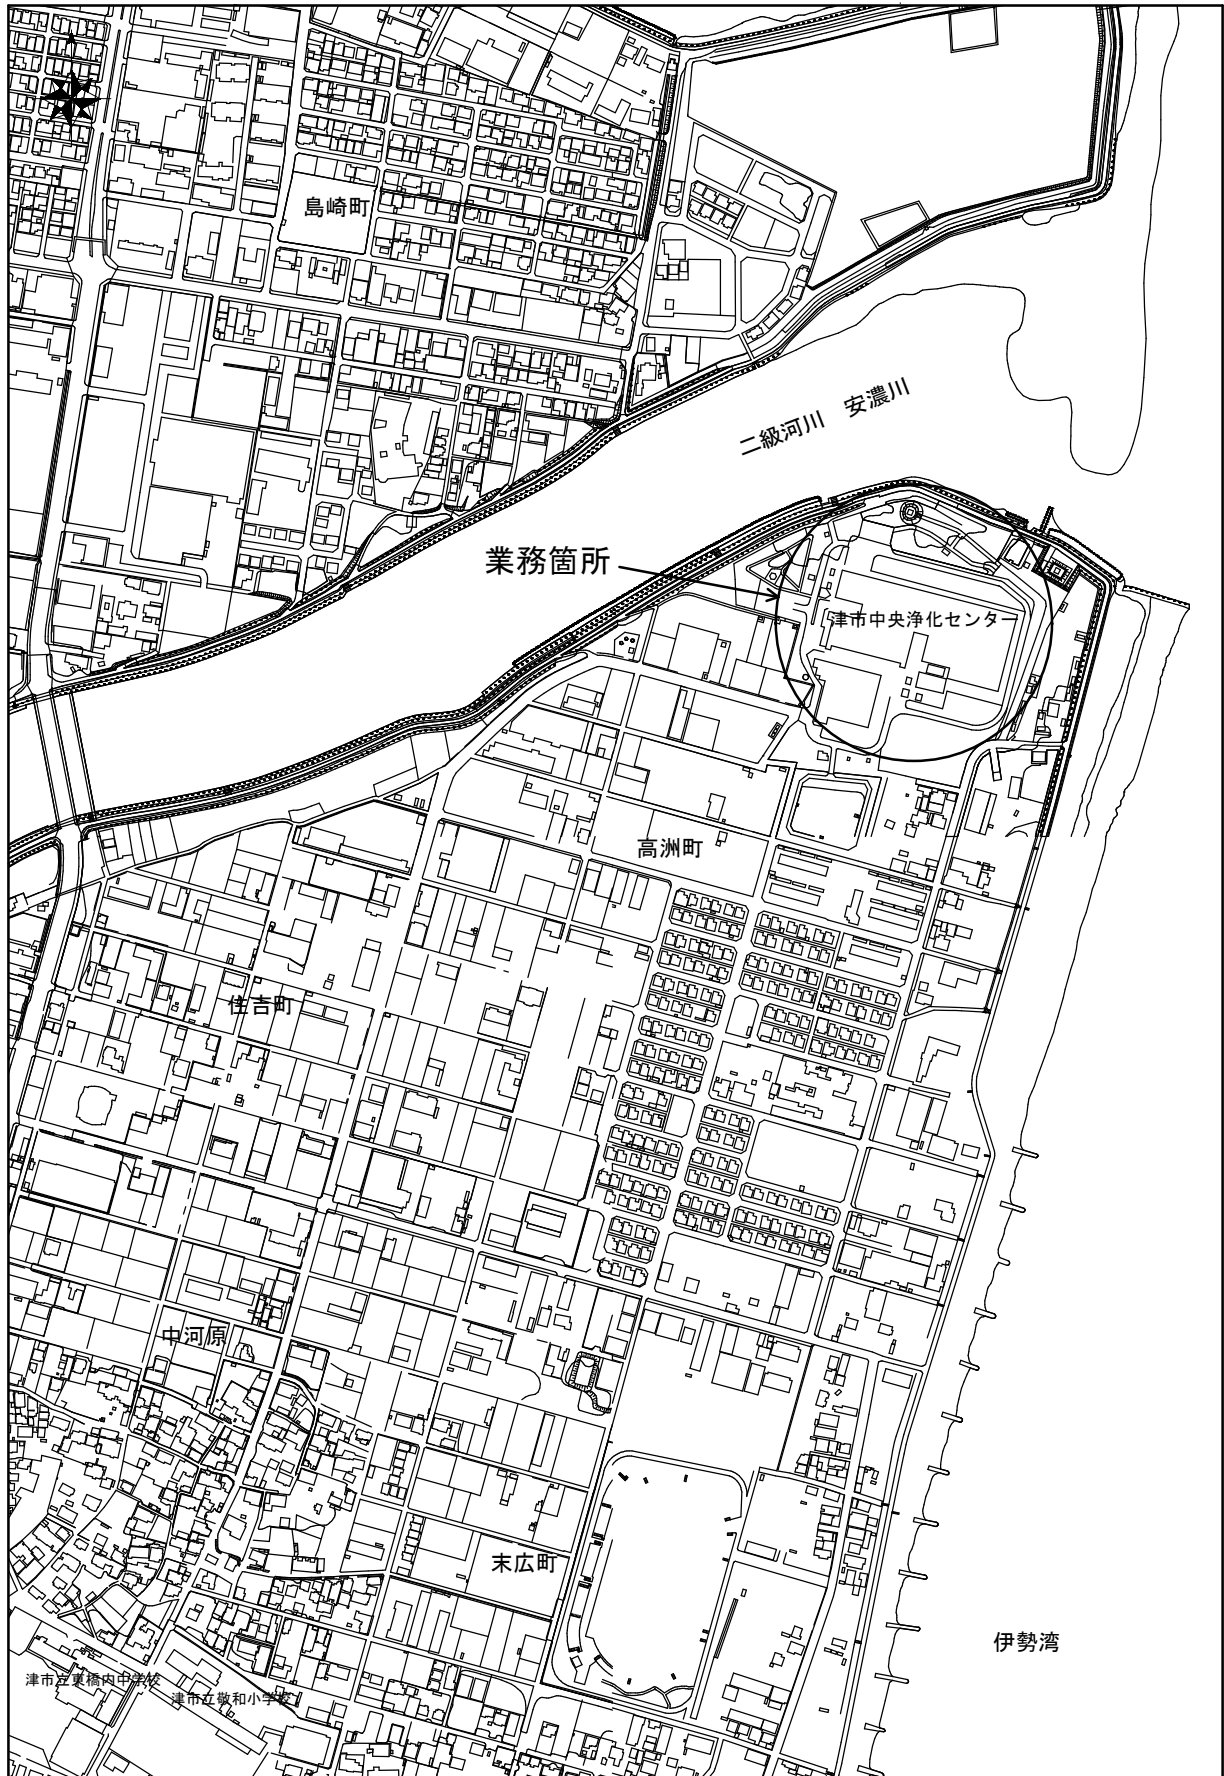 島崎町
二級河川　安濃川
業務箇所
津市中央浄化センター
高洲町
住吉町
中河原
末広町
伊勢湾
津市立東橋内中学校
津市立敬和小学校